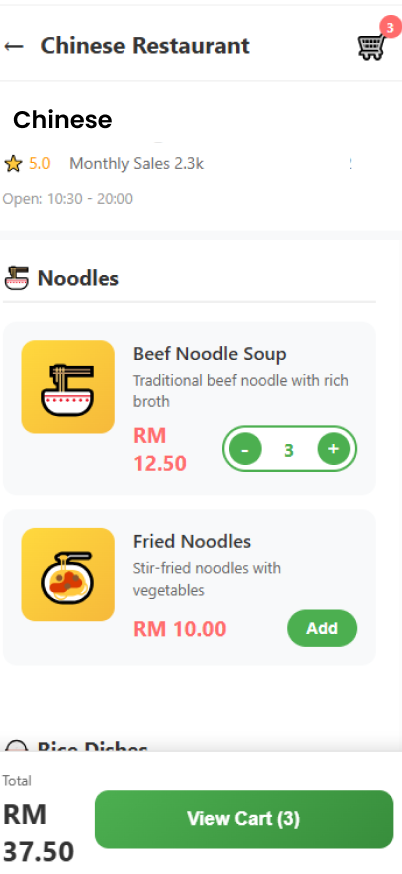 ← Chinese Restaurant
3
Chinese
5.0 Monthly Sales 2.3k
Open: 10:30 - 20:00
Noodles
Beef Noodle Soup
Traditional beef noodle with rich
broth
RM
12.50
- 3 +
Fried Noodles
Stir-fried noodles with
vegetables
RM 10.00
Add
Rice Dishes
Total
RM
37.50
View Cart (3)